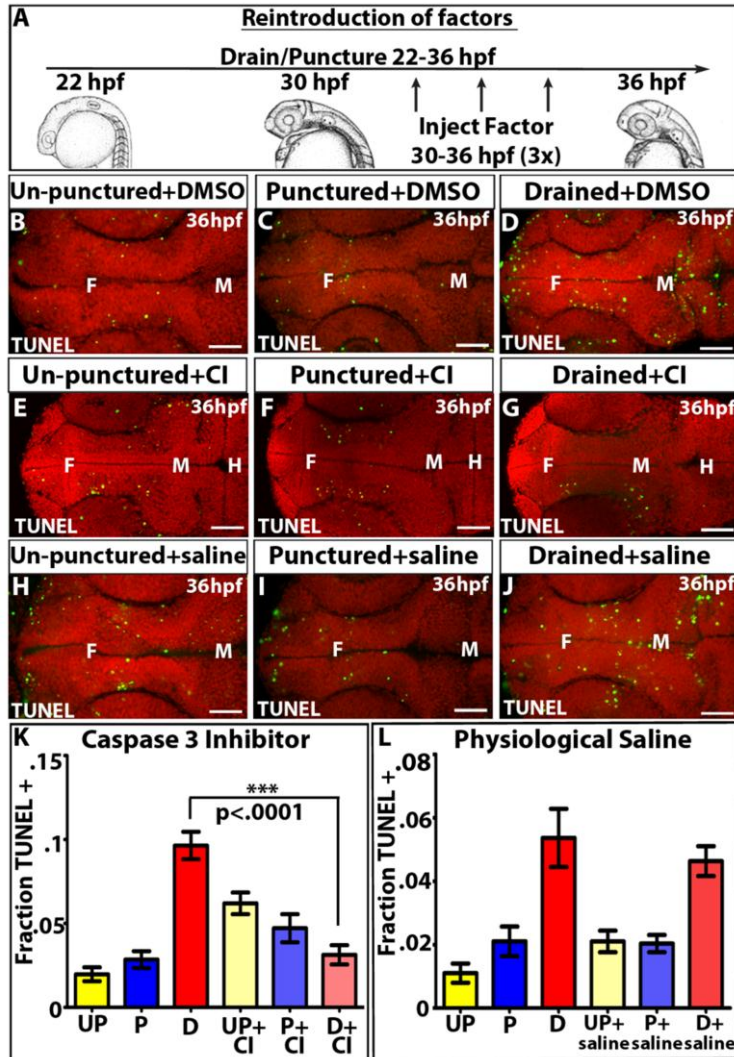 A
Reintroduction of factors
Drain/Puncture 22-36 hpf
22 hpf
30 hpf
36 hpf
Inject Factor
30-36 hpf (3x)
Un-punctured+DMSO
Punctured+DMSO
Drained+DMSO
B
36hpf
F
M
TUNEL
C
36hpf
F
M
TUNEL
D
36hpf
F
M
TUNEL
Un-punctured+CI
Punctured+CI
Drained+CI
E
36hpf
F
M
H
TUNEL
F
36hpf
F
M
H
TUNEL
G
36hpf
F
M
H
TUNEL
Un-punctured+saline
Punctured+saline
Drained+saline
H
36hpf
F
M
TUNEL
I
36hpf
F
M
TUNEL
J
36hpf
F
M
TUNEL
K
Caspase 3 Inhibitor
Fraction TUNEL +
.15
0.1
.05
0
***
p<.0001
UP
P
D
UP+
CI
P+
CI
D+
CI
L
Physiological Saline
Fraction TUNEL +
.08
.06
.04
.02
0
UP
P
D
UP+
saline
P+
saline
D+
saline